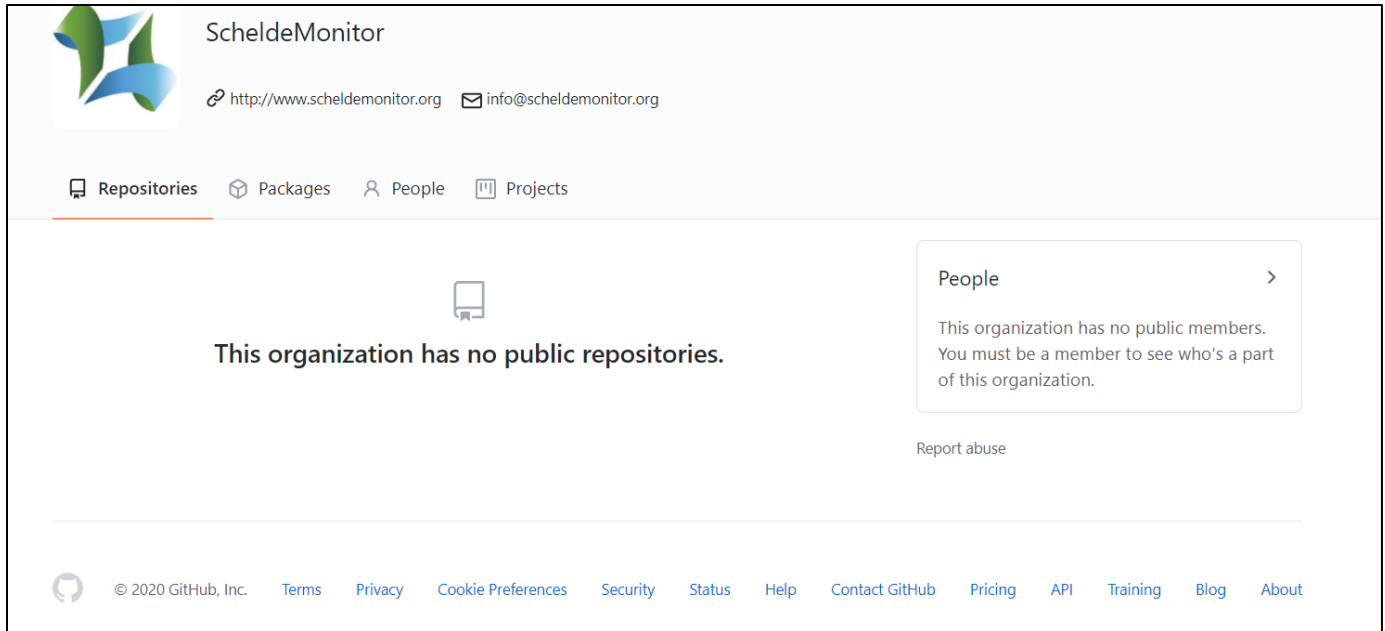 ScheldeMonitor
http://www.scheldemonitor.org info@scheldemonitor.org
Repositories Packages People Projects
This organization has no public repositories.
People
This organization has no public members.
You must be a member to see who's a part
of this organization.
Report abuse
© 2020 GitHub, Inc. Terms Privacy Cookie Preferences Security Status Help Contact GitHub Pricing API Training Blog About